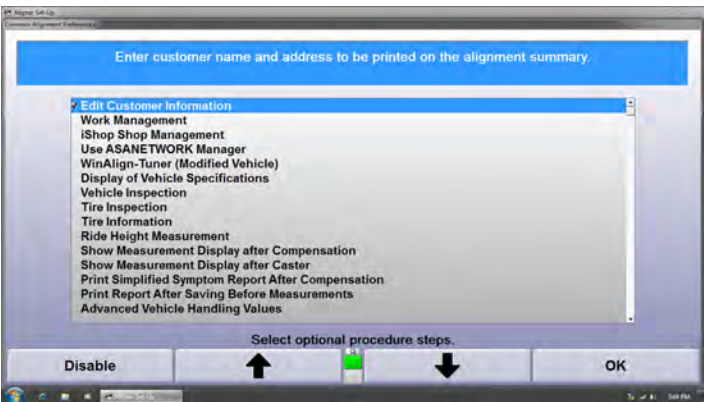 Aligner Set-Up
Common Alignment Preferences
Enter customer name and address to be printed on the alignment summary.
Edit Customer Information
Work Management
iShop Shop Management
Use ASANETWORK Manager
WinAlign-Tuner (Modified Vehicle)
Display of Vehicle Specifications
Vehicle Inspection
Tire Inspection
Tire Information
Ride Height Measurement
Show Measurement Display after Compensation
Show Measurement Display after Caster
Print Simplified Symptom Report After Compensation
Print Report After Saving Before Measurements
Advanced Vehicle Handling Values
Select optional procedure steps.
Disable
OK
Aligner Set-Up